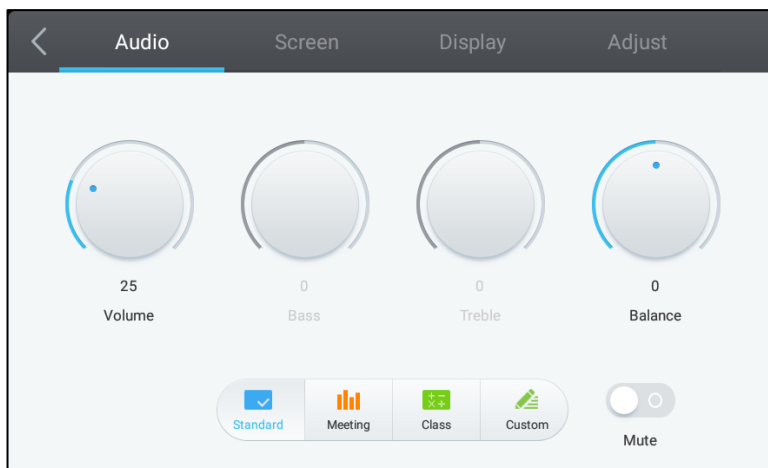 Audio Screen Display Adjust
25 0 0 0
Volume Bass Treble Balance
Standard Meeting Class Custom
Mute